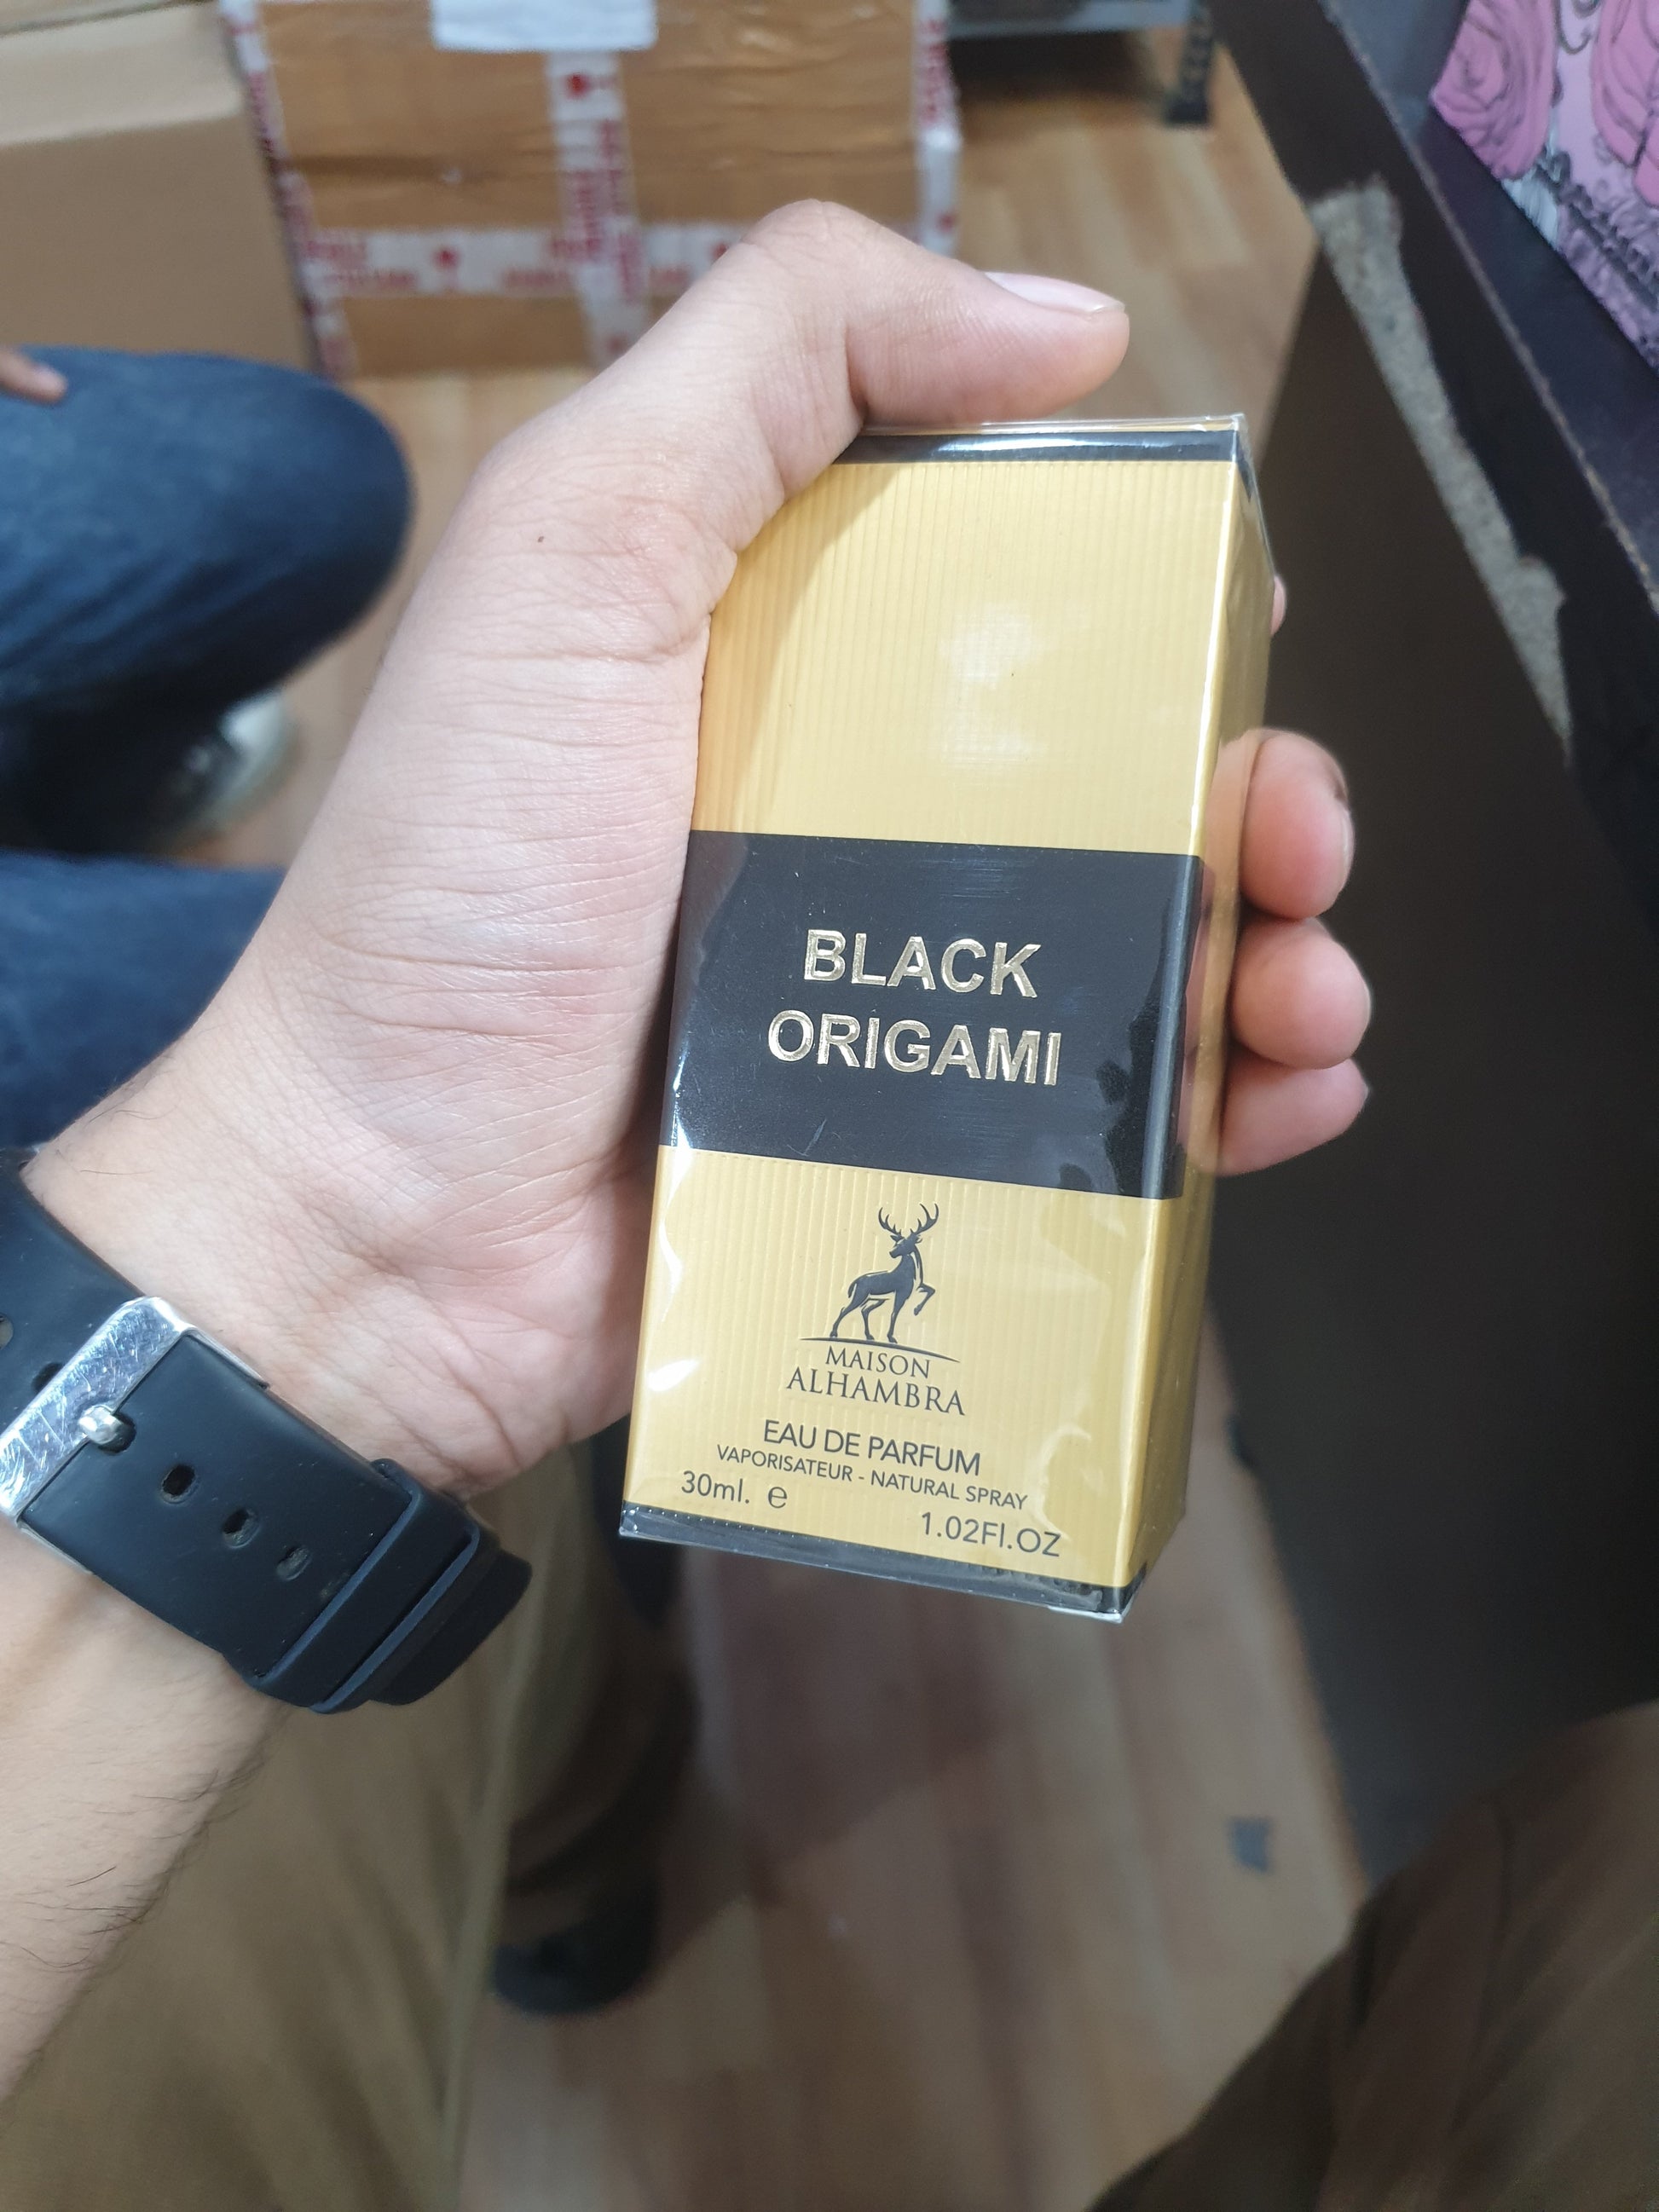 BLACK
ORIGAMI
MAISON
ALHAMBRA
EAU DE PARFUM
VAPORISATEUR - NATURAL SPRAY
30ml. e
1.02Fl.OZ